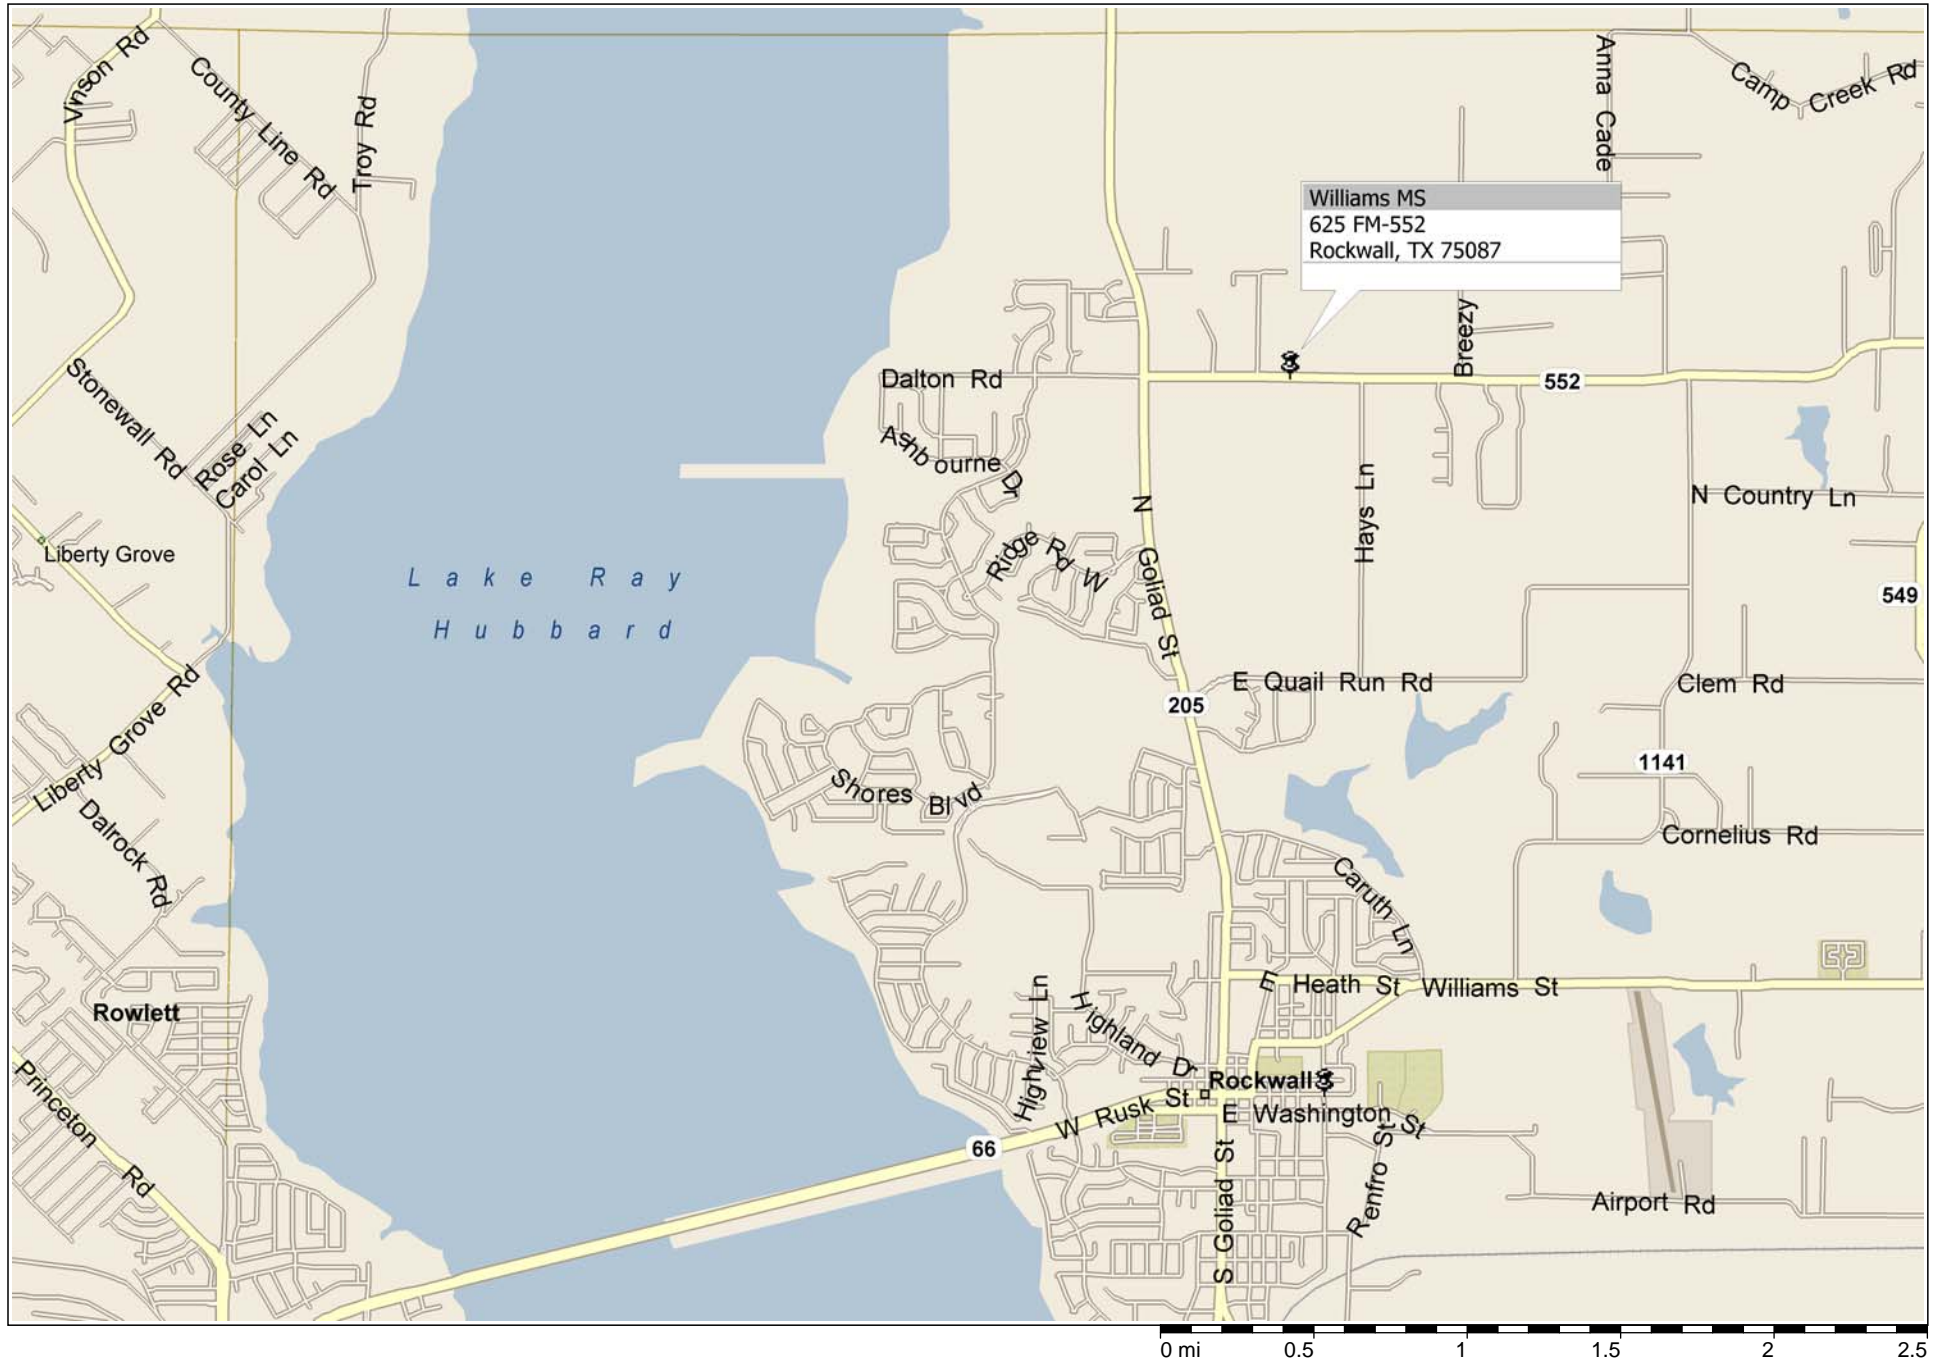 Vinson Rd
County Line Rd
Troy Rd
Anna Cade
Camp Creek Rd
Williams MS
625 FM-552
Rockwall, TX 75087
Breezy
Stonewall Rd
Rose Ln
Carol Ln
Dalton Rd
552
Ashbourne Dr
Hays Ln
N Country Ln
Liberty Grove
Ridge Rd W
N Goliad St
Lake Ray
Hubbard
549
E Quail Run Rd
Clem Rd
205
Liberty Grove Rd
1141
Shores Blvd
Dalrock Rd
Cornelius Rd
Caruth Ln
E Heath St
Williams St
Highview Ln
Highland Dr
Rowlett
Rockwall
W Rusk St
E Washington St
Princeton Rd
66
S Goliad St
Renfro St
Airport Rd
0 mi 0.5 1 1.5 2 2.5